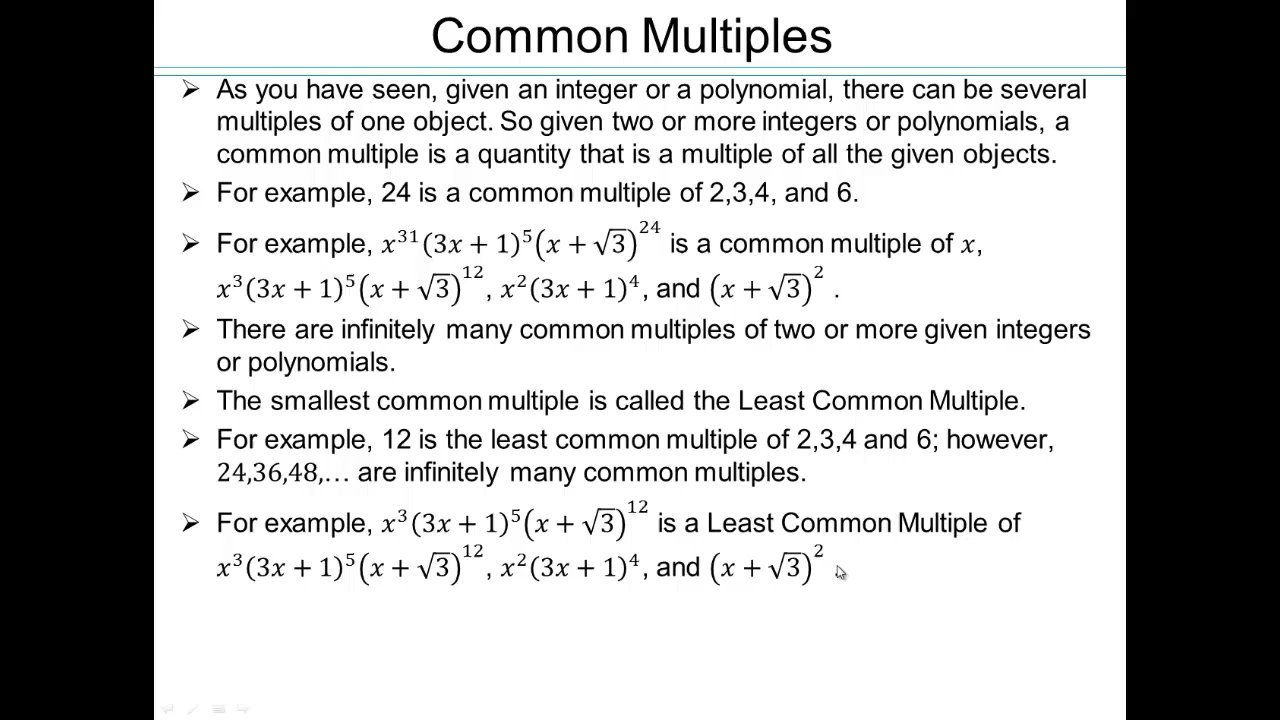 Common Multiples
➢ As you have seen, given an integer or a polynomial, there can be several
multiples of one object. So given two or more integers or polynomials, a
common multiple is a quantity that is a multiple of all the given objects.
➢ For example, 24 is a common multiple of 2,3,4, and 6.
➢ For example, x³¹(3x + 1)⁵(x + √3)²⁴ is a common multiple of x,
x³(3x + 1)⁵(x + √3)¹², x²(3x + 1)⁴, and (x + √3)² .
➢ There are infinitely many common multiples of two or more given integers
or polynomials.
➢ The smallest common multiple is called the Least Common Multiple.
➢ For example, 12 is the least common multiple of 2,3,4 and 6; however,
24,36,48,… are infinitely many common multiples.
➢ For example, x³(3x + 1)⁵(x + √3)¹² is a Least Common Multiple of
x³(3x + 1)⁵(x + √3)¹², x²(3x + 1)⁴, and (x + √3)²